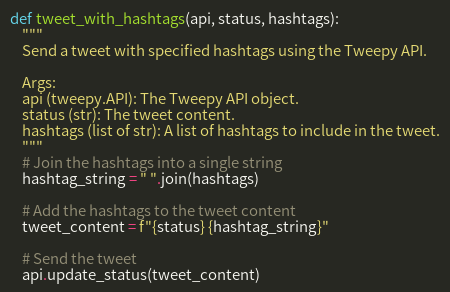 def tweet_with_hashtags(api, status, hashtags):
    """
    Send a tweet with specified hashtags using the Tweepy API.

    Args:
    api (tweepy.API): The Tweepy API object.
    status (str): The tweet content.
    hashtags (list of str): A list of hashtags to include in the tweet.
    """
    # Join the hashtags into a single string
    hashtag_string = " ".join(hashtags)

    # Add the hashtags to the tweet content
    tweet_content = f"{status} {hashtag_string}"

    # Send the tweet
    api.update_status(tweet_content)